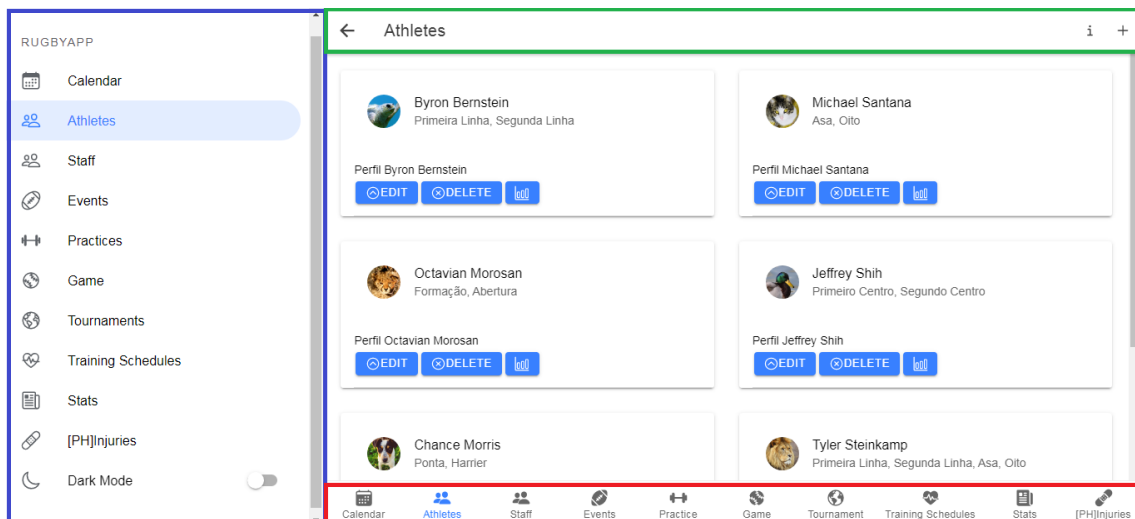 RUGBYAPP
Calendar
Athletes
Staff
Events
Practices
Game
Tournaments
Training Schedules
Stats
[PH]Injuries
Dark Mode
Athletes
i +
Byron Bernstein
Primeira Linha, Segunda Linha
Perfil Byron Bernstein
EDIT DELETE
Michael Santana
Asa, Oito
Perfil Michael Santana
EDIT DELETE
Octavian Morosan
Formação, Abertura
Perfil Octavian Morosan
EDIT DELETE
Jeffrey Shih
Primeiro Centro, Segundo Centro
Perfil Jeffrey Shih
EDIT DELETE
Chance Morris
Ponta, Harrier
Tyler Steinkamp
Primeira Linha, Segunda Linha, Asa, Oito
Calendar Athletes Staff Events Practice Game Tournament Training Schedules Stats [PH]Injuries